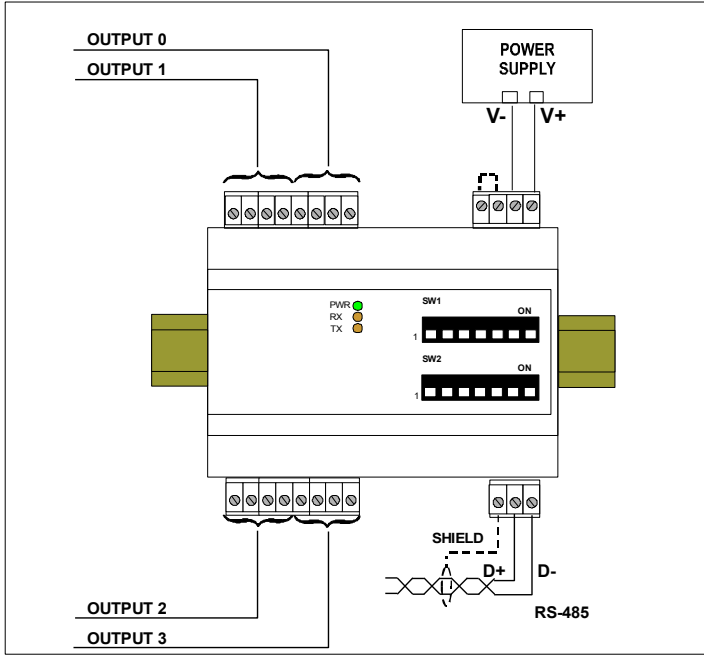 OUTPUT 0
OUTPUT 1
POWER
SUPPLY
V- V+
PWR
RX
TX
SW1
ON
1
SW2
ON
1
SHIELD
D+ D-
RS-485
OUTPUT 2
OUTPUT 3